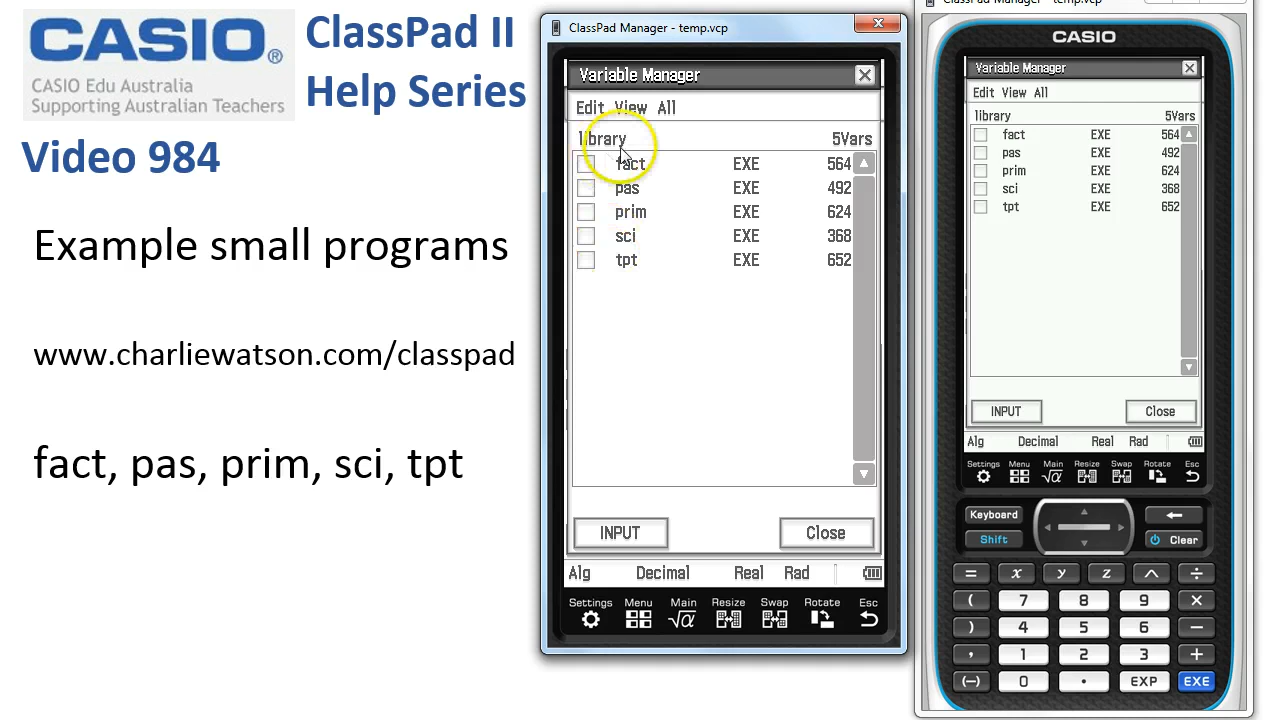 CASIO®
CASIO Edu Australia
Supporting Australian Teachers
ClassPad II
Help Series
Video 984
Example small programs
www.charliewatson.com/classpad
fact, pas, prim, sci, tpt
ClassPad Manager - temp.vcp
Variable Manager
Edit View All
library 5Vars
fact EXE 564
pas EXE 492
prim EXE 624
sci EXE 368
tpt EXE 652
INPUT Close
Alg Decimal Real Rad
Settings Menu Main Resize Swap Rotate Esc
√α
ClassPad Manager - temp.vcp
CASIO
Variable Manager
Edit View All
library 5Vars
fact EXE 564
pas EXE 492
prim EXE 624
sci EXE 368
tpt EXE 652
INPUT Close
Alg Decimal Real Rad
Settings Menu Main Resize Swap Rotate Esc
√α
Keyboard
Shift Clear
= x y z ^ ÷
( 7 8 9 ×
) 4 5 6 −
, 1 2 3 +
(−) 0 • EXP EXE